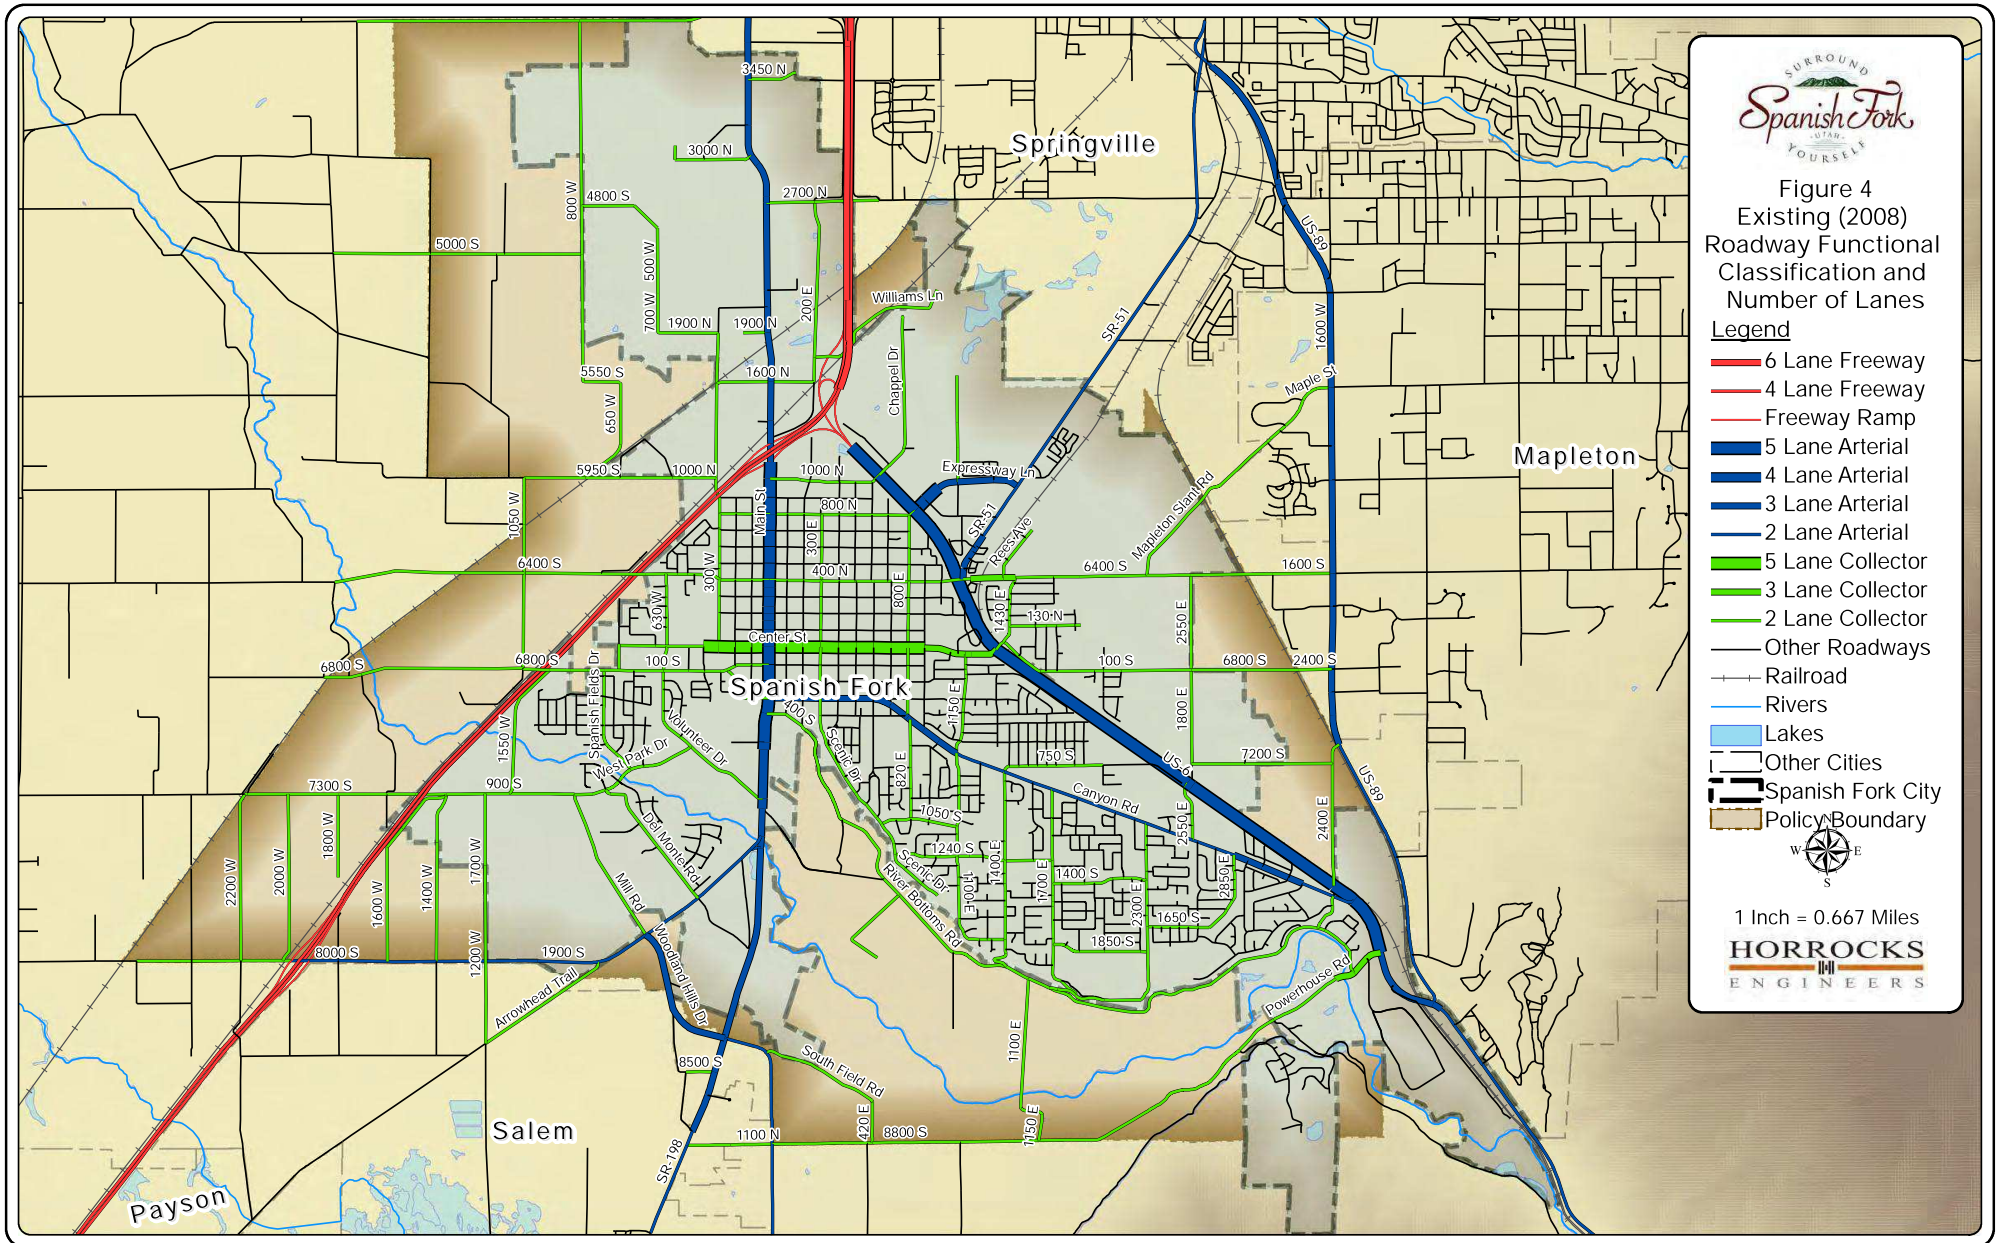 SURROUND
Spanish Fork
·UTAH·
YOURSELF
Figure 4
Existing (2008)
Roadway Functional
Classification and
Number of Lanes
Legend
6 Lane Freeway
4 Lane Freeway
Freeway Ramp
5 Lane Arterial
4 Lane Arterial
3 Lane Arterial
2 Lane Arterial
5 Lane Collector
3 Lane Collector
2 Lane Collector
Other Roadways
Railroad
Rivers
Lakes
Other Cities
Spanish Fork City
Policy Boundary
N
W E
S
1 Inch = 0.667 Miles
HORROCKS
ENGINEERS
3450 N
Springville
3000 N
800 W
4800 S
2700 N
5000 S
500 W
US-89
700 W
200 E
Williams Ln
1900 N
1900 N
SR-51
1600 W
5550 S
1600 N
Chappel Dr
Maple St
650 W
Mapleton
5950 S
1000 N
1000 N
Expressway Ln
1050 W
Main St
800 N
SR-51
Mapleton Slant Rd
300 E
Rees Ave
6400 S
300 W
400 N
6400 S
1600 S
800 E
630 W
1430 E
130 N
2550 E
Center St
6800 S
6800 S
100 S
100 S
6800 S
2400 S
Spanish Fork
Spanish Fields Dr
1550 W
Volunteer Dr
West Park Dr
400 S
Scenic Dr
1150 E
1800 E
820 E
750 S
US-6
7200 S
US-89
7300 S
900 S
Canyon Rd
2550 E
2400 E
1050 S
Del Monte Rd
1800 W
2200 W
2000 W
1700 W
1600 W
1400 W
Mill Rd
1240 S
Scenic Dr
1400 E
1100 E
1700 E
1400 S
2850 E
2300 E
1650 S
River Bottoms Rd
1850 S
8000 S
1200 W
1900 S
Woodland Hills Dr
Arrowhead Trail
Powerhouse Rd
8500 S
South Field Rd
1100 E
Salem
420 E
1150 E
1100 N
8800 S
SR-198
Payson